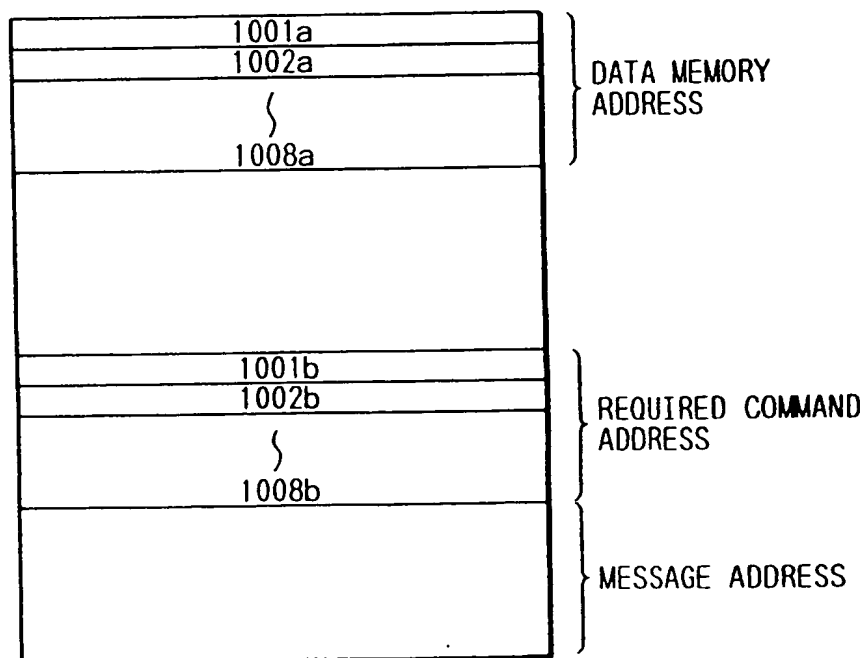 1001a
1002a
1008a
DATA MEMORY
ADDRESS
1001b
1002b
1008b
REQUIRED COMMAND
ADDRESS
MESSAGE ADDRESS